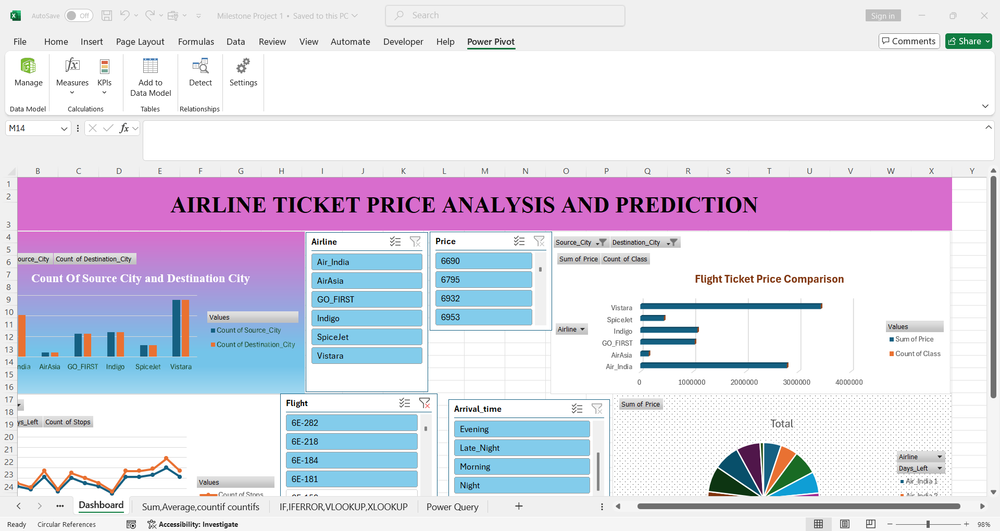 AutoSave Off
Milestone Project 1 • Saved to this PC
Search
Sign in
File Home Insert Page Layout Formulas Data Review View Automate Developer Help Power Pivot
Comments Share
Manage
Measures
KPIs
Add to
Data Model
Detect
Settings
Data Model
Calculations
Tables
Relationships
M14
fx
B C D E F G H I J K L M N O P Q R S T U V W X Y
1
2
3
4
5
6
7
8
9
10
11
12
13
14
15
16
17
18
19
20
21
22
23
24
AIRLINE TICKET PRICE ANALYSIS AND PREDICTION
ource_City Count of Destination_City
Count Of Source City and Destination City
Values
Count of Source_City
Count of Destination_City
ndia AirAsia GO_FIRST Indigo SpiceJet Vistara
Airline
Air_India
AirAsia
GO_FIRST
Indigo
SpiceJet
Vistara
Price
6690
6795
6932
6953
Source_City Destination_City
Sum of Price Count of Class
Flight Ticket Price Comparison
Airline
Vistara
SpiceJet
Indigo
GO_FIRST
AirAsia
Air_India
0 1000000 2000000 3000000 4000000
Values
Sum of Price
Count of Class
ys_Left Count of Stops
Values
Count of Stops
Flight
6E-282
6E-218
6E-184
6E-181
Arrival_time
Evening
Late_Night
Morning
Night
Sum of Price
Total
Airline
Days_Left
Air_India 1
Air_India 2
Dashboard Sum,Average,countif countifs IF,IFERROR,VLOOKUP,XLOOKUP Power Query
Ready Circular References Accessibility: Investigate
98%